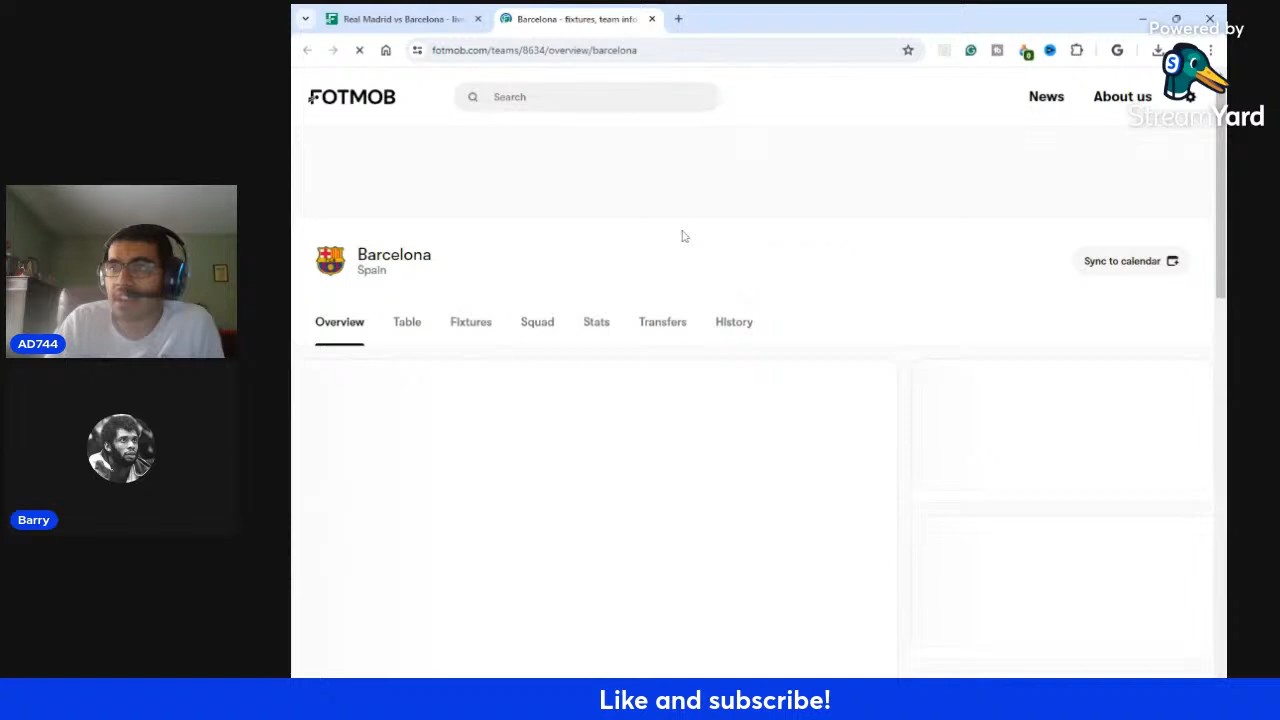 Real Madrid vs Barcelona - live
Barcelona - fixtures, team info
fotmob.com/teams/8634/overview/barcelona
Powered by
StreamYard
FOTMOB
Search
News
About us
Barcelona
Spain
Sync to calendar
Overview
Table
Fixtures
Squad
Stats
Transfers
History
AD744
Barry
Like and subscribe!